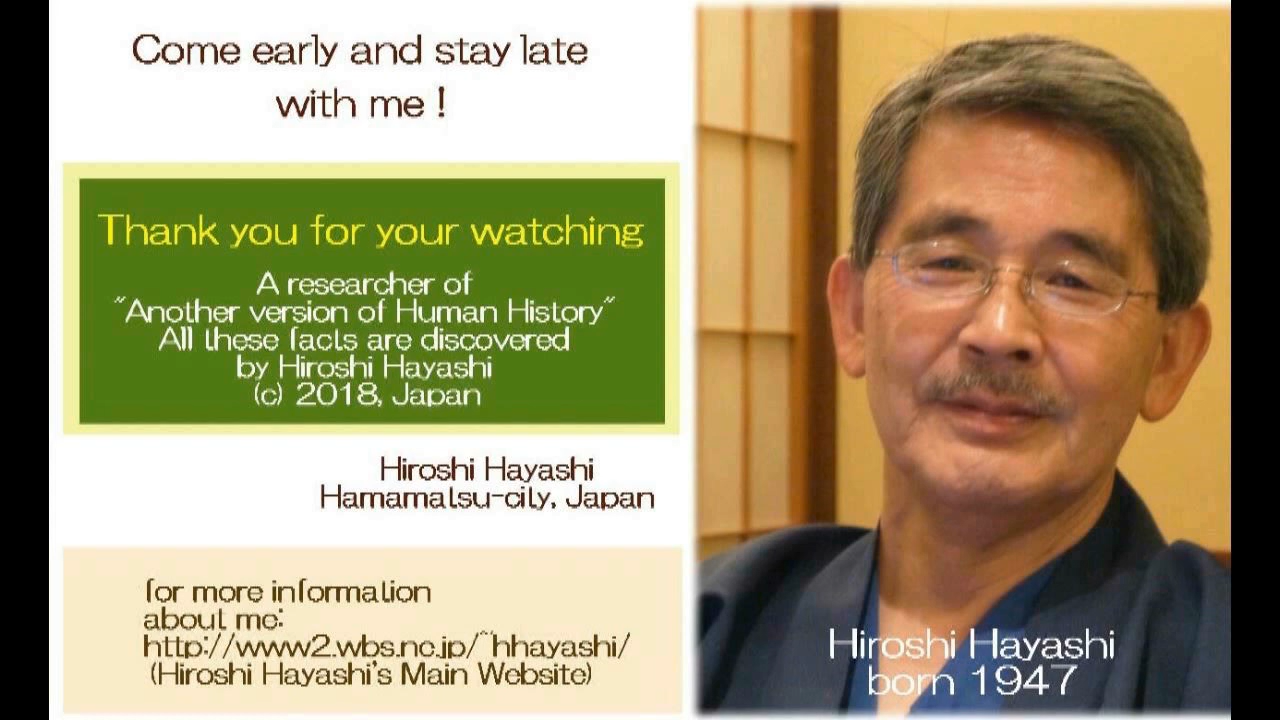 Come early and stay late
with me !
Thank you for your watching
A researcher of
"Another version of Human History"
All these facts are discovered
by Hiroshi Hayashi
(c) 2018, Japan
Hiroshi Hayashi
Hamamatsu-city, Japan
for more information
about me:
http://www2.wbs.ne.jp/~hhayashi/
(Hiroshi Hayashi's Main Website)
Hiroshi Hayashi
born 1947